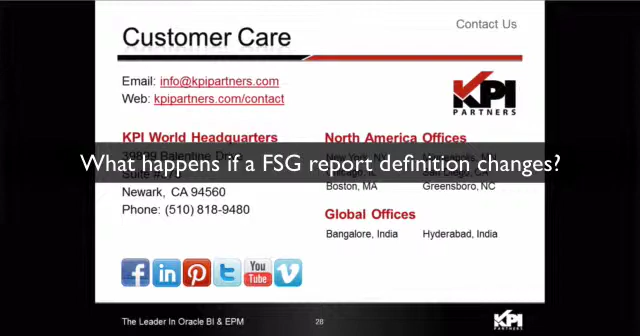 Contact Us
Customer Care
Email: info@kpipartners.com
Web: kpipartners.com/contact
KPI
PARTNERS
KPI World Headquarters
North America Offices
What happens if a FSG report definition changes?
Newark, CA 94560
Phone: (510) 818-9480
Boston, MA
Greensboro, NC
Global Offices
Bangalore, India
Hyderabad, India
You
Tube
The Leader In Oracle BI & EPM
28
KPI
PARTNERS